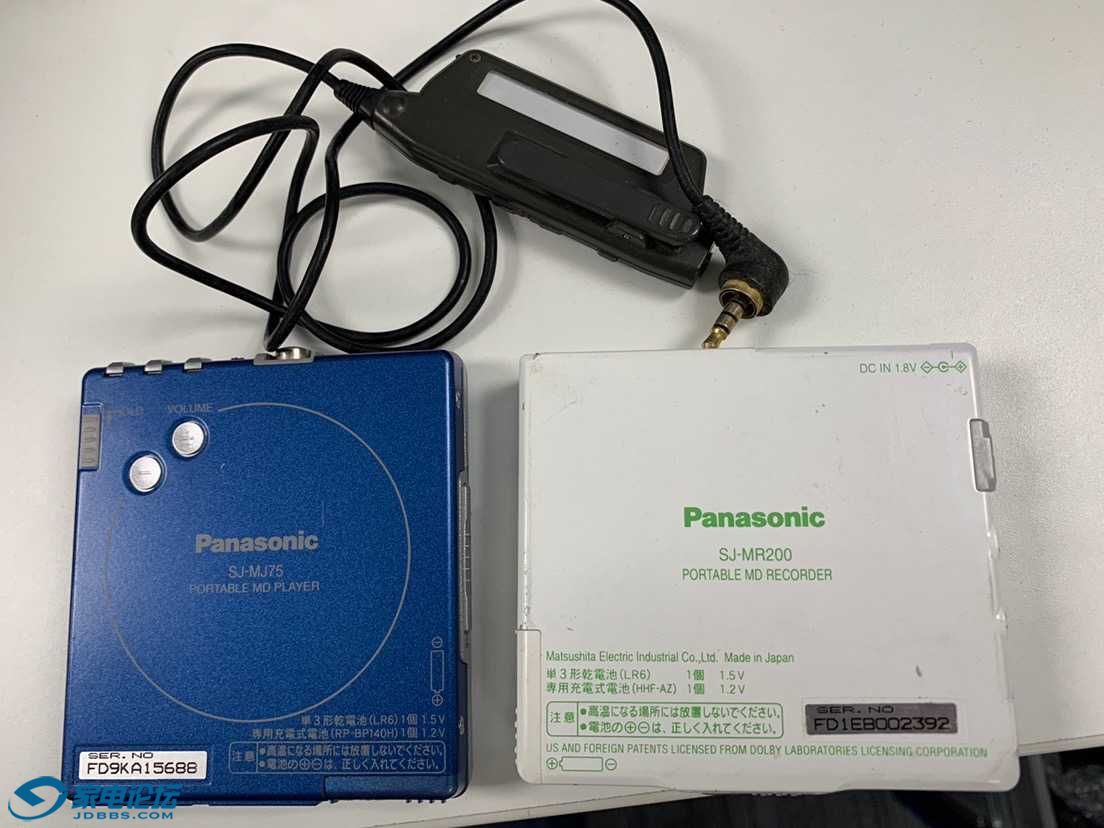 HOLD VOLUME
Panasonic
SJ-MJ75
PORTABLE MD PLAYER
単3形乾電池(LR6)1個 1.5V
専用充電式電池(RP-BP140H)1個 1.2V
注意
●高温になる場所には放置しないでください。
●電池の⊕⊖は、正しく入れてください。
SER. NO
FD9KA15688
DC IN 1.8V
Panasonic
SJ-MR200
PORTABLE MD RECORDER
Matsushita Electric Industrial Co.,Ltd. Made in Japan
単3形乾電池(LR6) 1個 1.5V
専用充電式電池(HHF-AZ) 1個 1.2V
注意
●高温になる場所には放置しないでください。
●電池の⊕⊖は、正しく入れてください。
SER. NO
FD1EB002392
US AND FOREIGN PATENTS LICENSED FROM DOLBY LABORATORIES LICENSING CORPORATION
家电论坛
JDBBS.COM